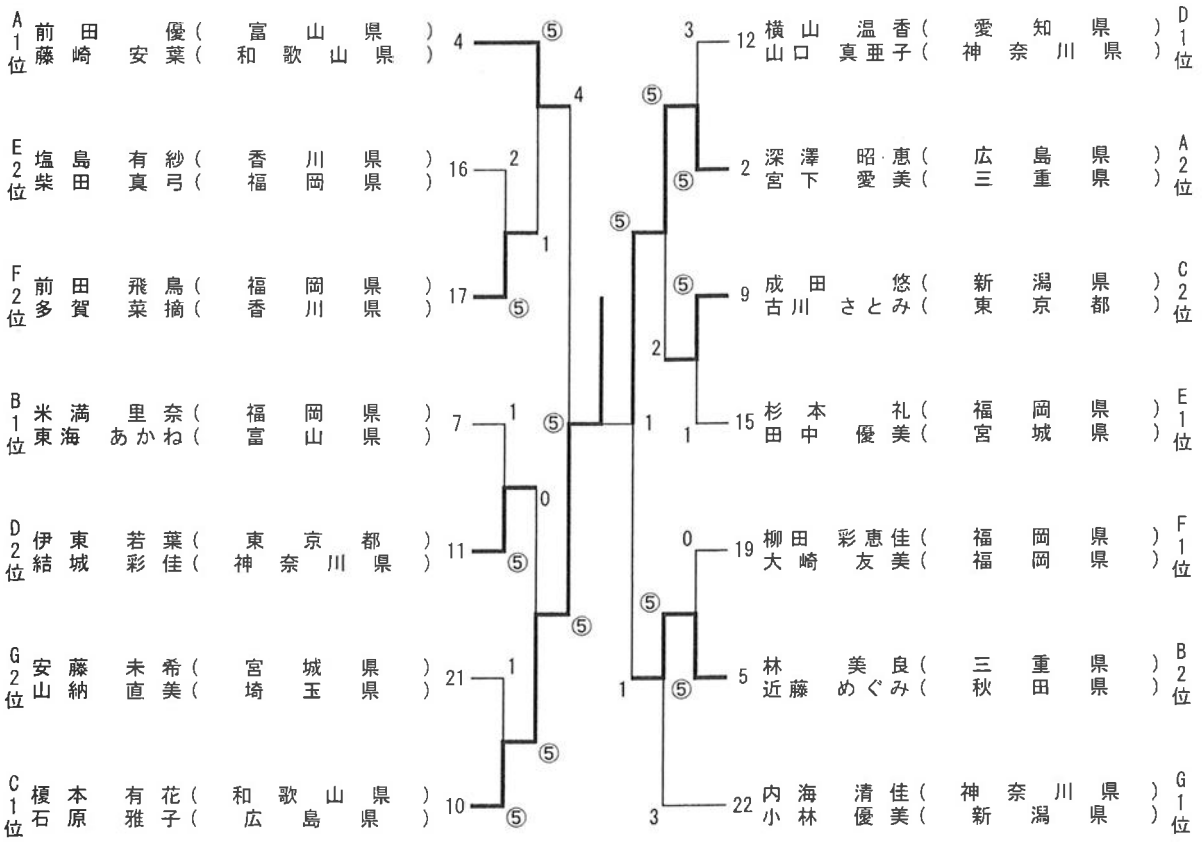 A1位
前田 優(富山県) 4
藤崎 安葉(和歌山県)
⑤
4
E2位
塩島 有紗(香川県) 16
柴田 真弓(福岡県)
2
1
F2位
前田 飛鳥(福岡県) 17
多賀 菜摘(香川県)
⑤
B1位
米満 里奈(福岡県) 7
東海 あかね(富山県)
1
⑤
0
D2位
伊東 若葉(東京都) 11
結城 彩佳(神奈川県)
⑤
⑤
G2位
安藤 未希(宮城県) 21
山納 直美(埼玉県)
1
⑤
C1位
榎本 有花(和歌山県) 10
石原 雅子(広島県)
⑤
3
12 横山 温香(愛知県)
山口 真亜子(神奈川県)
D1位
⑤
2 深澤 昭恵(広島県)
宮下 愛美(三重県)
A2位
⑤
⑤
⑤
9 成田 悠(新潟県)
古川 さとみ(東京都)
C2位
2
15 杉本 礼(福岡県)
田中 優美(宮城県)
E1位
1
1
0
19 柳田 彩恵佳(福岡県)
大崎 友美(福岡県)
F1位
⑤
5 林 美良(三重県)
近藤 めぐみ(秋田県)
B2位
⑤
1
22 内海 清佳(神奈川県)
小林 優美(新潟県)
G1位
3